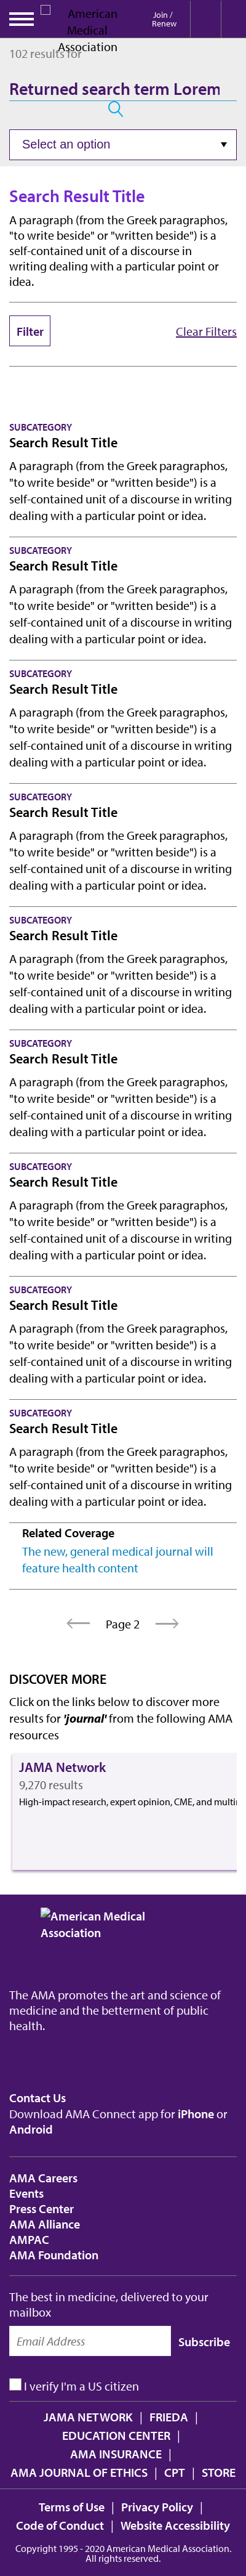 American
Medical
Association
Join /
Renew
102 results for
Returned search term Lorem
Select an option
Search Result Title
A paragraph (from the Greek paragraphos,
"to write beside" or "written beside") is a
self-contained unit of a discourse in
writing dealing with a particular point or
idea.
Filter
Clear Filters
SUBCATEGORY
Search Result Title
A paragraph (from the Greek paragraphos,
"to write beside" or "written beside") is a
self-contained unit of a discourse in writing
dealing with a particular point or idea.
SUBCATEGORY
Search Result Title
A paragraph (from the Greek paragraphos,
"to write beside" or "written beside") is a
self-contained unit of a discourse in writing
dealing with a particular point or idea.
SUBCATEGORY
Search Result Title
A paragraph (from the Greek paragraphos,
"to write beside" or "written beside") is a
self-contained unit of a discourse in writing
dealing with a particular point or idea.
SUBCATEGORY
Search Result Title
A paragraph (from the Greek paragraphos,
"to write beside" or "written beside") is a
self-contained unit of a discourse in writing
dealing with a particular point or idea.
SUBCATEGORY
Search Result Title
A paragraph (from the Greek paragraphos,
"to write beside" or "written beside") is a
self-contained unit of a discourse in writing
dealing with a particular point or idea.
SUBCATEGORY
Search Result Title
A paragraph (from the Greek paragraphos,
"to write beside" or "written beside") is a
self-contained unit of a discourse in writing
dealing with a particular point or idea.
SUBCATEGORY
Search Result Title
A paragraph (from the Greek paragraphos,
"to write beside" or "written beside") is a
self-contained unit of a discourse in writing
dealing with a particular point or idea.
SUBCATEGORY
Search Result Title
A paragraph (from the Greek paragraphos,
"to write beside" or "written beside") is a
self-contained unit of a discourse in writing
dealing with a particular point or idea.
SUBCATEGORY
Search Result Title
A paragraph (from the Greek paragraphos,
"to write beside" or "written beside") is a
self-contained unit of a discourse in writing
dealing with a particular point or idea.
Related Coverage
The new, general medical journal will
feature health content
Page 2
DISCOVER MORE
Click on the links below to discover more
results for 'journal' from the following AMA
resources
JAMA Network
9,270 results
High-impact research, expert opinion, CME, and
American Medical
Association
The AMA promotes the art and science of
medicine and the betterment of public
health.
Contact Us
Download AMA Connect app for iPhone or
Android
AMA Careers
Events
Press Center
AMA Alliance
AMPAC
AMA Foundation
The best in medicine, delivered to your
mailbox
Email Address
Subscribe
I verify I'm a US citizen
JAMA NETWORK | FRIEDA |
EDUCATION CENTER |
AMA INSURANCE |
AMA JOURNAL OF ETHICS | CPT | STORE
Terms of Use | Privacy Policy |
Code of Conduct | Website Accessibility
Copyright 1995 - 2020 American Medical Association.
All rights reserved.